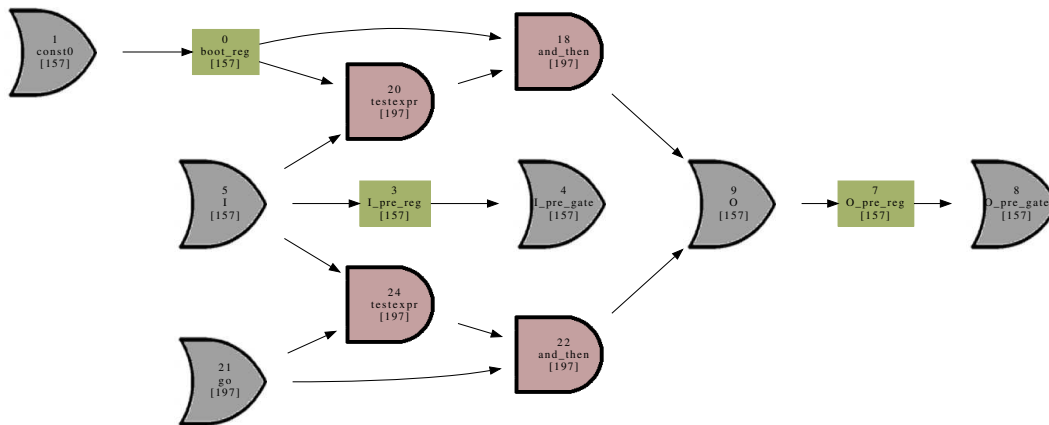 1
const0
[157]
0
boot_reg
[157]
18
and_then
[197]
20
testexpr
[197]
5
I
[157]
3
I_pre_reg
[157]
4
I_pre_gate
[157]
9
O
[157]
7
O_pre_reg
[157]
8
O_pre_gate
[157]
24
testexpr
[197]
22
and_then
[197]
21
go
[197]